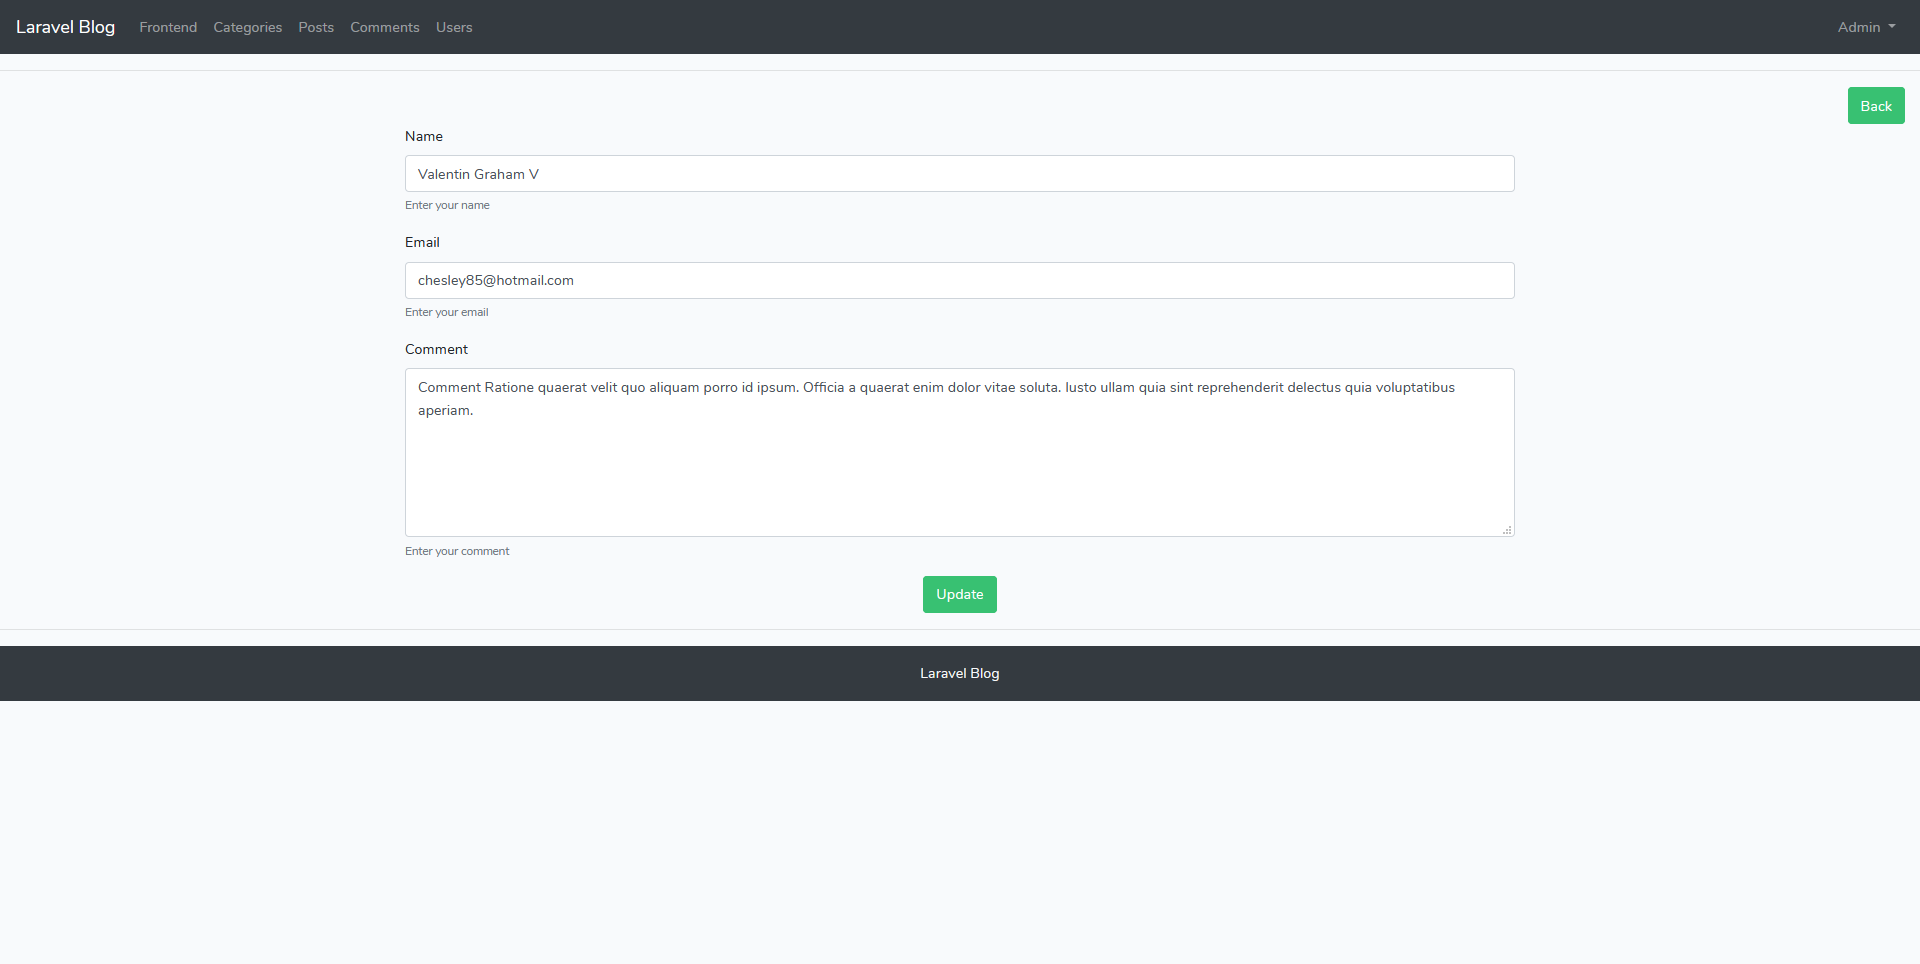 Laravel Blog Frontend Categories Posts Comments Users Admin
Back
Name
Valentin Graham V
Enter your name
Email
chesley85@hotmail.com
Enter your email
Comment
Comment Ratione quaerat velit quo aliquam porro id ipsum. Officia a quaerat enim dolor vitae soluta. Iusto ullam quia sint reprehenderit delectus quia voluptatibus
aperiam.
Enter your comment
Update
Laravel Blog